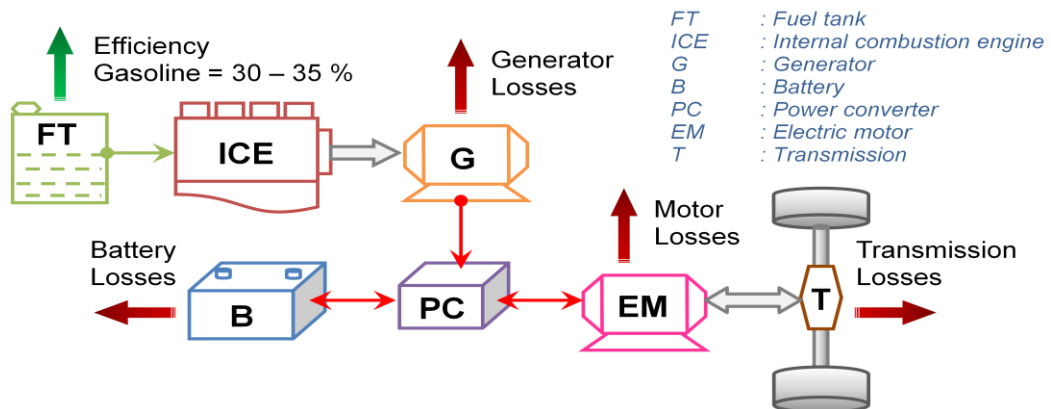 Efficiency
Gasoline = 30 – 35 %
Generator
Losses
FT : Fuel tank
ICE : Internal combustion engine
G : Generator
B : Battery
PC : Power converter
EM : Electric motor
T : Transmission
FT
ICE
G
Battery
Losses
B
PC
Motor
Losses
EM
T
Transmission
Losses